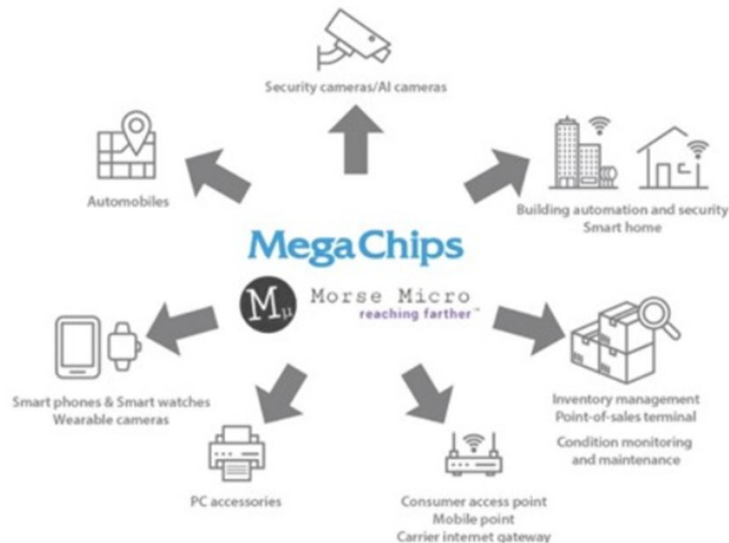 Security cameras/AI cameras
Automobiles
Building automation and security
Smart home
MegaChips
Mμ
Morse Micro
reaching farther™
Smart phones & Smart watches
Wearable cameras
Inventory management
Point-of-sales terminal
Condition monitoring
and maintenance
PC accessories
Consumer access point
Mobile point
Carrier internet gateway